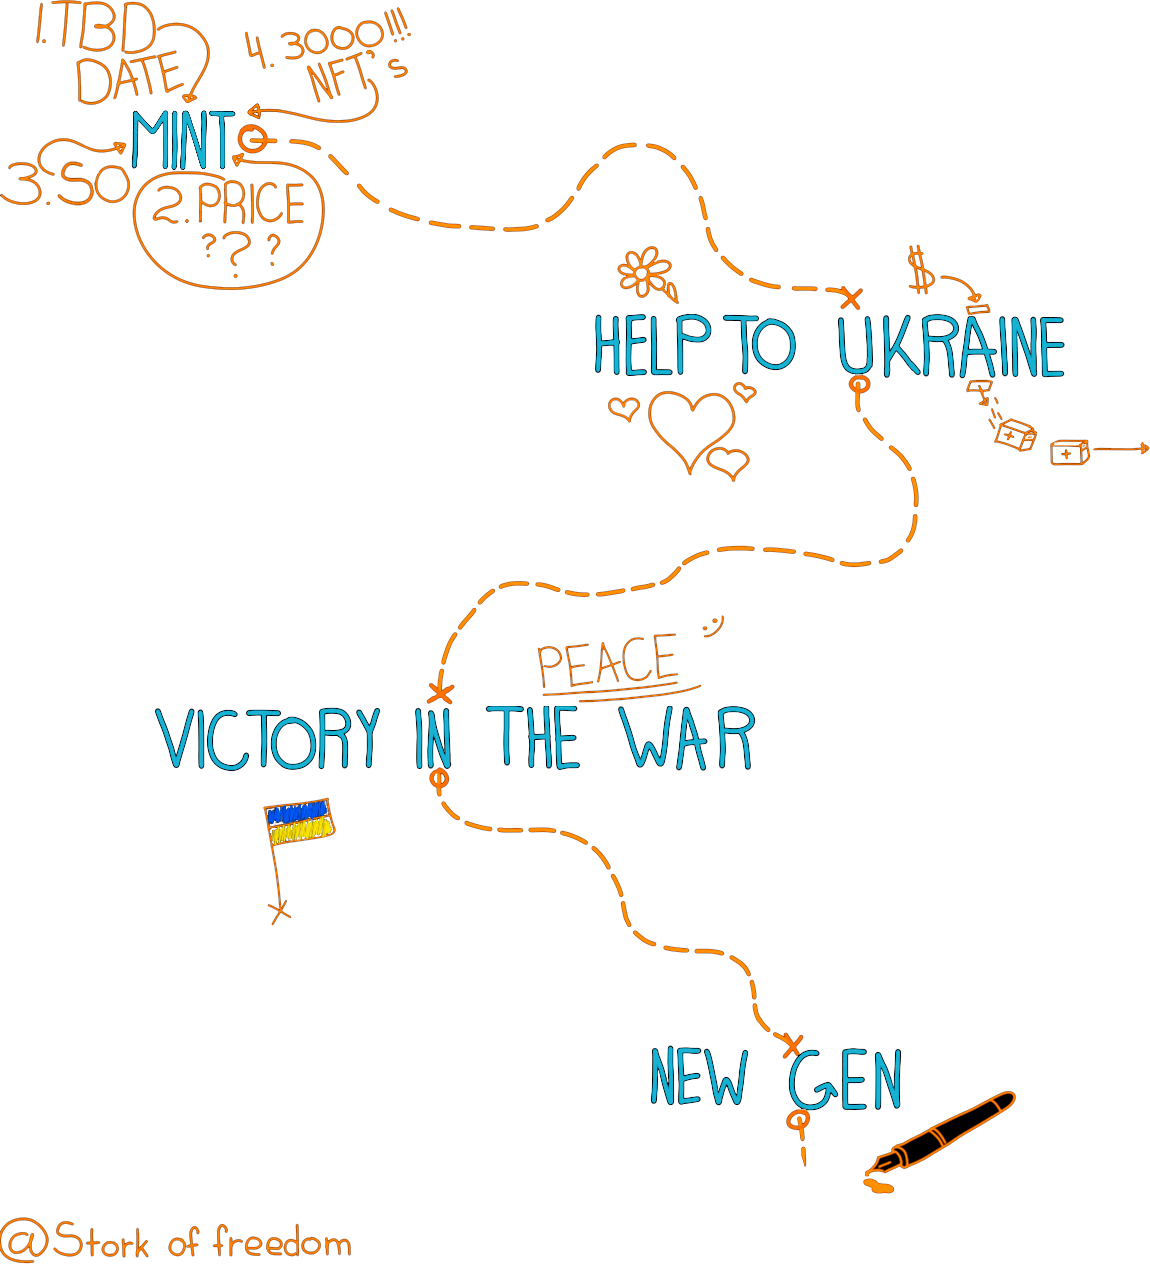 1.TBD
DATE
4.3000!!!
NFT's
MINT
3.SO
2.PRICE
???
$
HELP TO UKRAINE
PEACE :)
VICTORY IN THE WAR
NEW GEN
@Stork of freedom